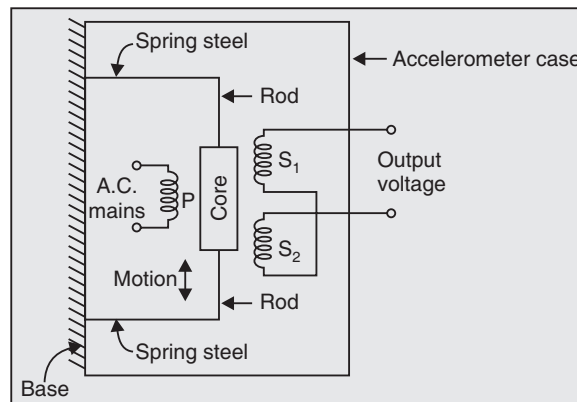 Spring steel
Accelerometer case
Rod
S1
Output
voltage
A.C.
mains
P
Core
S2
Motion
Rod
Spring steel
Base